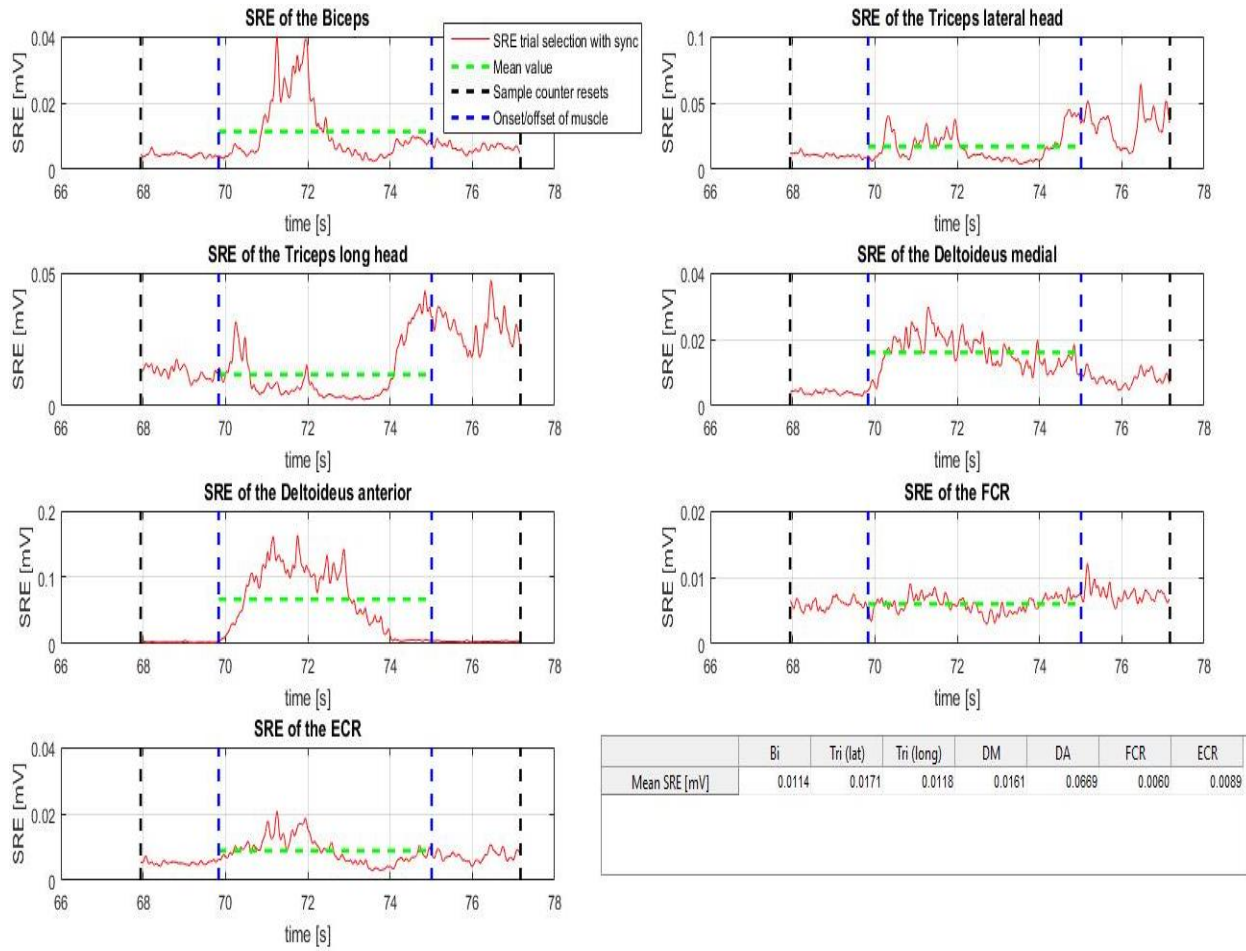 SRE of the Biceps
SRE [mV]
0.04
0.02
0
66 68 70 72 74 76 78
time [s]
SRE trial selection with sync
Mean value
Sample counter resets
Onset/offset of muscle
SRE of the Triceps lateral head
SRE [mV]
0.1
0.05
0
66 68 70 72 74 76 78
time [s]
SRE of the Triceps long head
SRE [mV]
0.05
0
66 68 70 72 74 76 78
time [s]
SRE of the Deltoideus medial
SRE [mV]
0.04
0.02
0
66 68 70 72 74 76 78
time [s]
SRE of the Deltoideus anterior
SRE [mV]
0.2
0.1
0
66 68 70 72 74 76 78
time [s]
SRE of the FCR
SRE [mV]
0.02
0.01
0
66 68 70 72 74 76 78
time [s]
SRE of the ECR
SRE [mV]
0.04
0.02
0
66 68 70 72 74 76 78
time [s]
Bi Tri (lat) Tri (long) DM DA FCR ECR
Mean SRE [mV] 0.0114 0.0171 0.0118 0.0161 0.0669 0.0060 0.0089